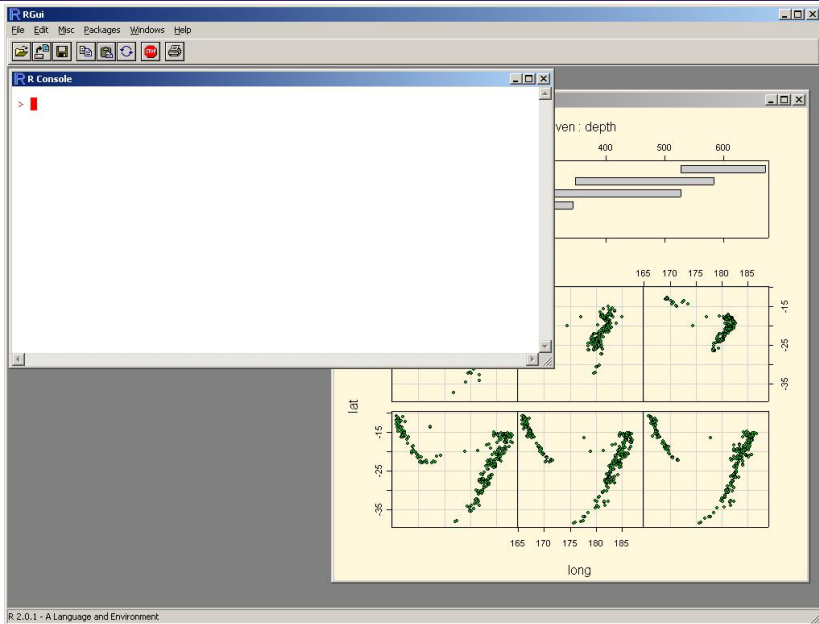 RGui
File Edit Misc Packages Windows Help
STOP
R Console
>
ven : depth
400 500 600
165 170 175 180 185
-15
-25
-35
lat
-15
-25
-35
165 170 175 180 185
long
R 2.0.1 - A Language and Environment